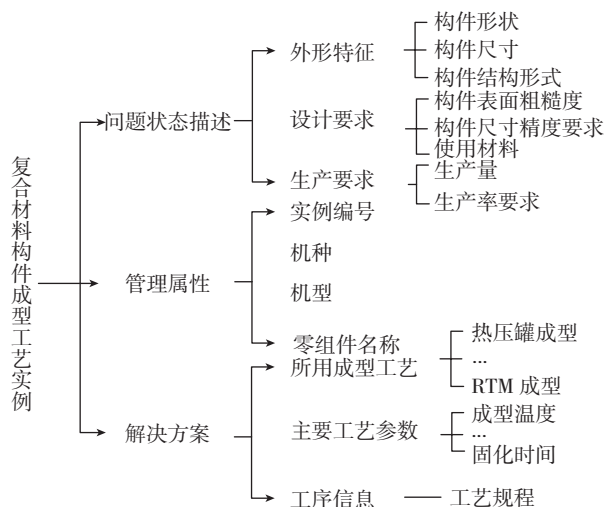 复合材料构件成型工艺实例
问题状态描述
外形特征
构件形状
构件尺寸
构件结构形式
设计要求
构件表面粗糙度
构件尺寸精度要求
使用材料
生产要求
生产量
生产率要求
管理属性
实例编号
机种
机型
零组件名称
解决方案
所用成型工艺
热压罐成型
...
RTM 成型
主要工艺参数
成型温度
...
固化时间
工序信息
工艺规程